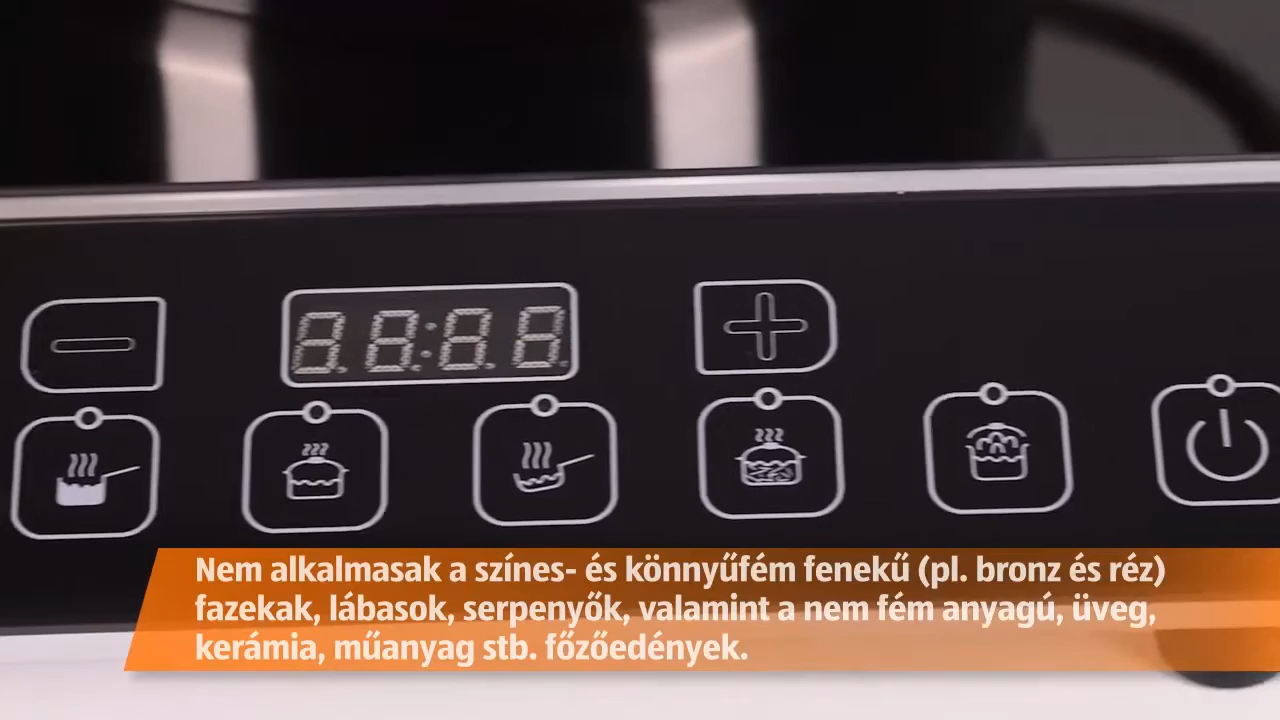 Nem alkalmasak a színes- és könnyűfém fenekű (pl. bronz és réz)
fazekak, lábasok, serpenyők, valamint a nem fém anyagú, üveg,
kerámia, műanyag stb. főzőedények.